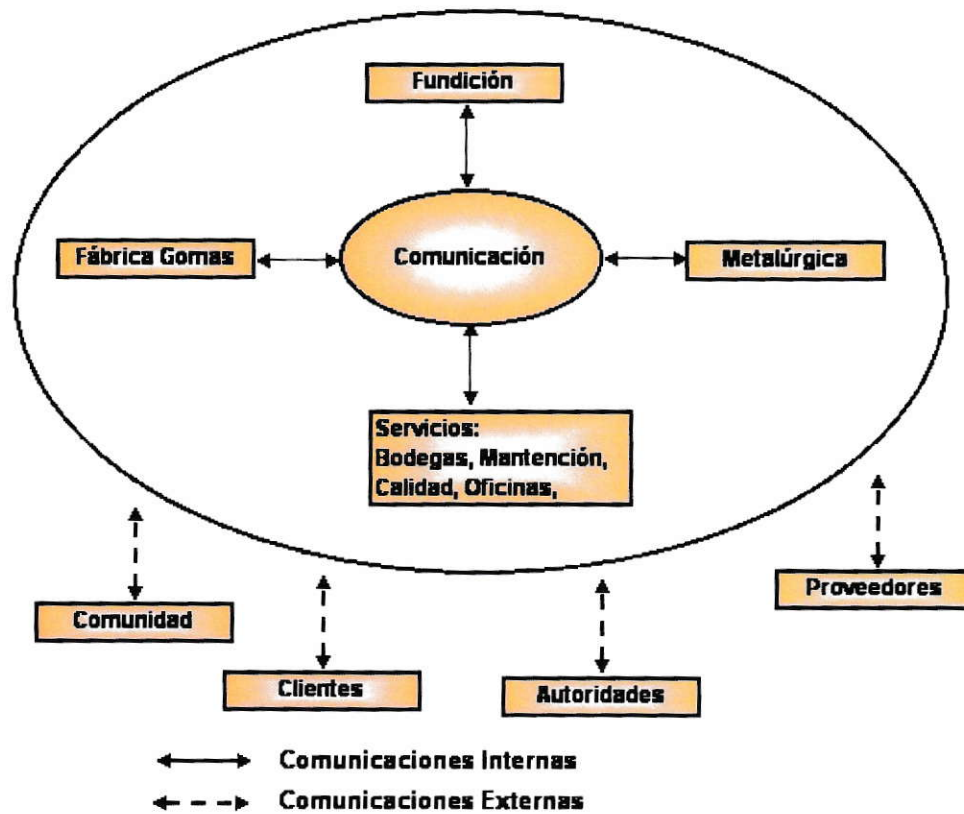 Fundición
Fábrica Gomas
Comunicación
Metalúrgica
Servicios:
Bodegas, Mantención,
Calidad, Oficinas,
Comunidad
Clientes
Autoridades
Proveedores
Comunicaciones Internas
Comunicaciones Externas